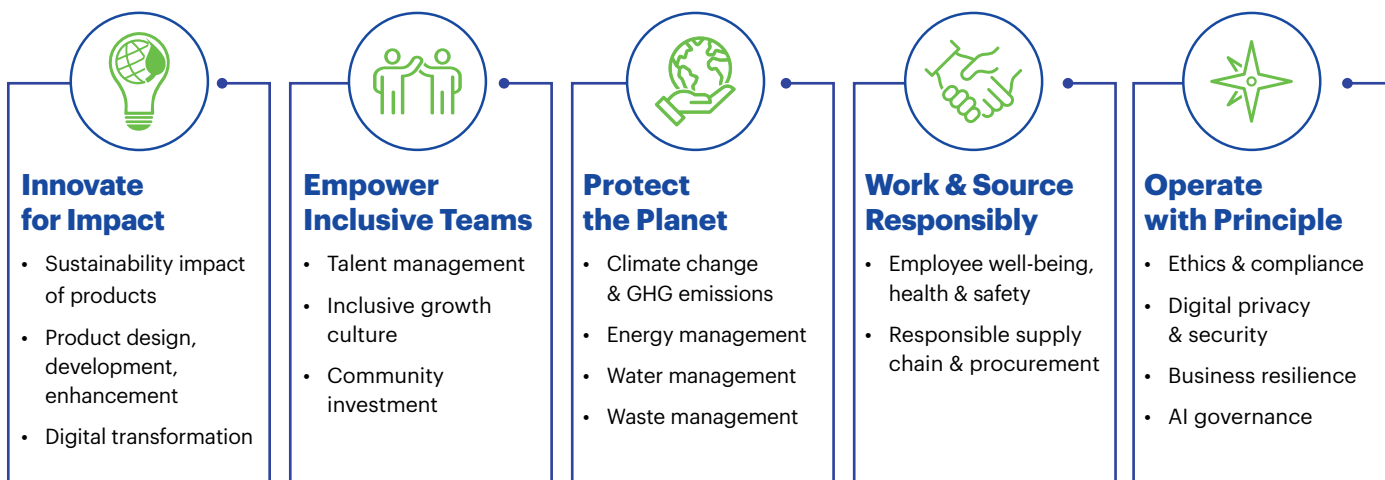 Innovate
for Impact
• Sustainability impact
of products
• Product design,
development,
enhancement
• Digital transformation
Empower
Inclusive Teams
• Talent management
• Inclusive growth
culture
• Community
investment
Protect
the Planet
• Climate change
& GHG emissions
• Energy management
• Water management
• Waste management
Work & Source
Responsibly
• Employee well-being,
health & safety
• Responsible supply
chain & procurement
Operate
with Principle
• Ethics & compliance
• Digital privacy
& security
• Business resilience
• AI governance